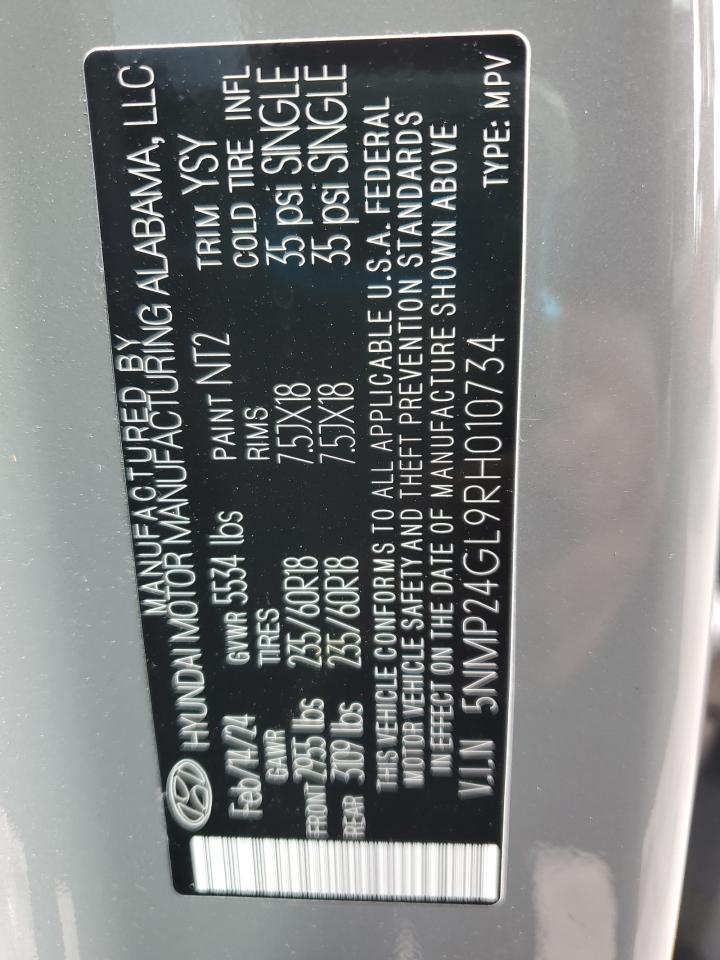 MANUFACTURED BY
HYUNDAI MOTOR MANUFACTURING ALABAMA, LLC
Feb/14/24 GVWR 5534 lbs PAINT NT2 TRIM YSY
GAWR TIRES RIMS COLD TIRE INFL
FRONT 2955 lbs 235/60R18 7.5JX18 35 psi SINGLE
REAR 3109 lbs 235/60R18 7.5JX18 35 psi SINGLE
THIS VEHICLE CONFORMS TO ALL APPLICABLE U.S.A. FEDERAL
MOTOR VEHICLE SAFETY AND THEFT PREVENTION STANDARDS
IN EFFECT ON THE DATE OF MANUFACTURE SHOWN ABOVE
V.I.N 5NMP24GL9RH010734 TYPE: MPV